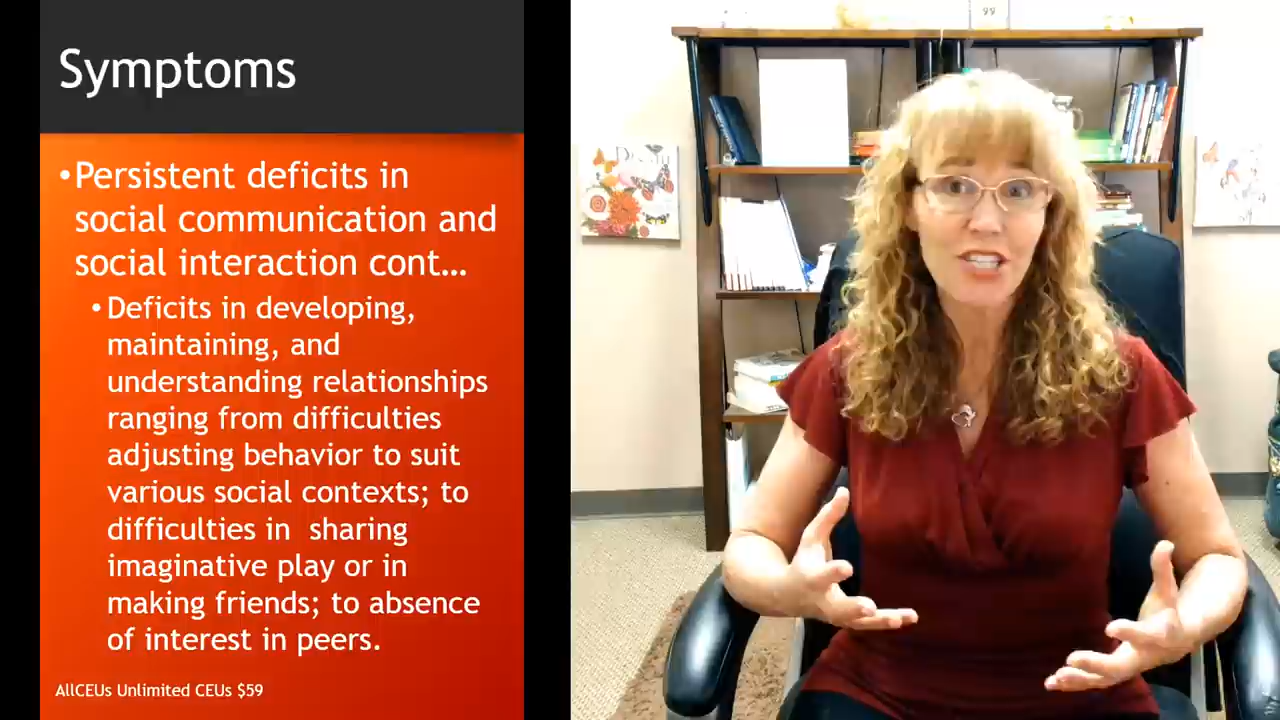 Symptoms
•Persistent deficits in
social communication and
social interaction cont…
•Deficits in developing,
maintaining, and
understanding relationships
ranging from difficulties
adjusting behavior to suit
various social contexts; to
difficulties in  sharing
imaginative play or in
making friends; to absence
of interest in peers.
AllCEUs Unlimited CEUs $59